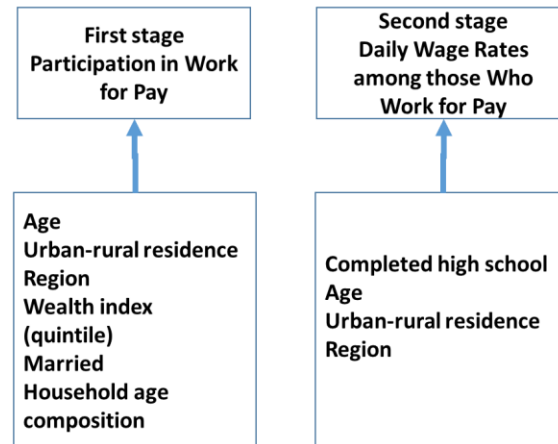 First stage
Participation in Work
for Pay
Second stage
Daily Wage Rates
among those Who
Work for Pay
Age
Urban-rural residence
Region
Wealth index
(quintile)
Married
Household age
composition
Completed high school
Age
Urban-rural residence
Region